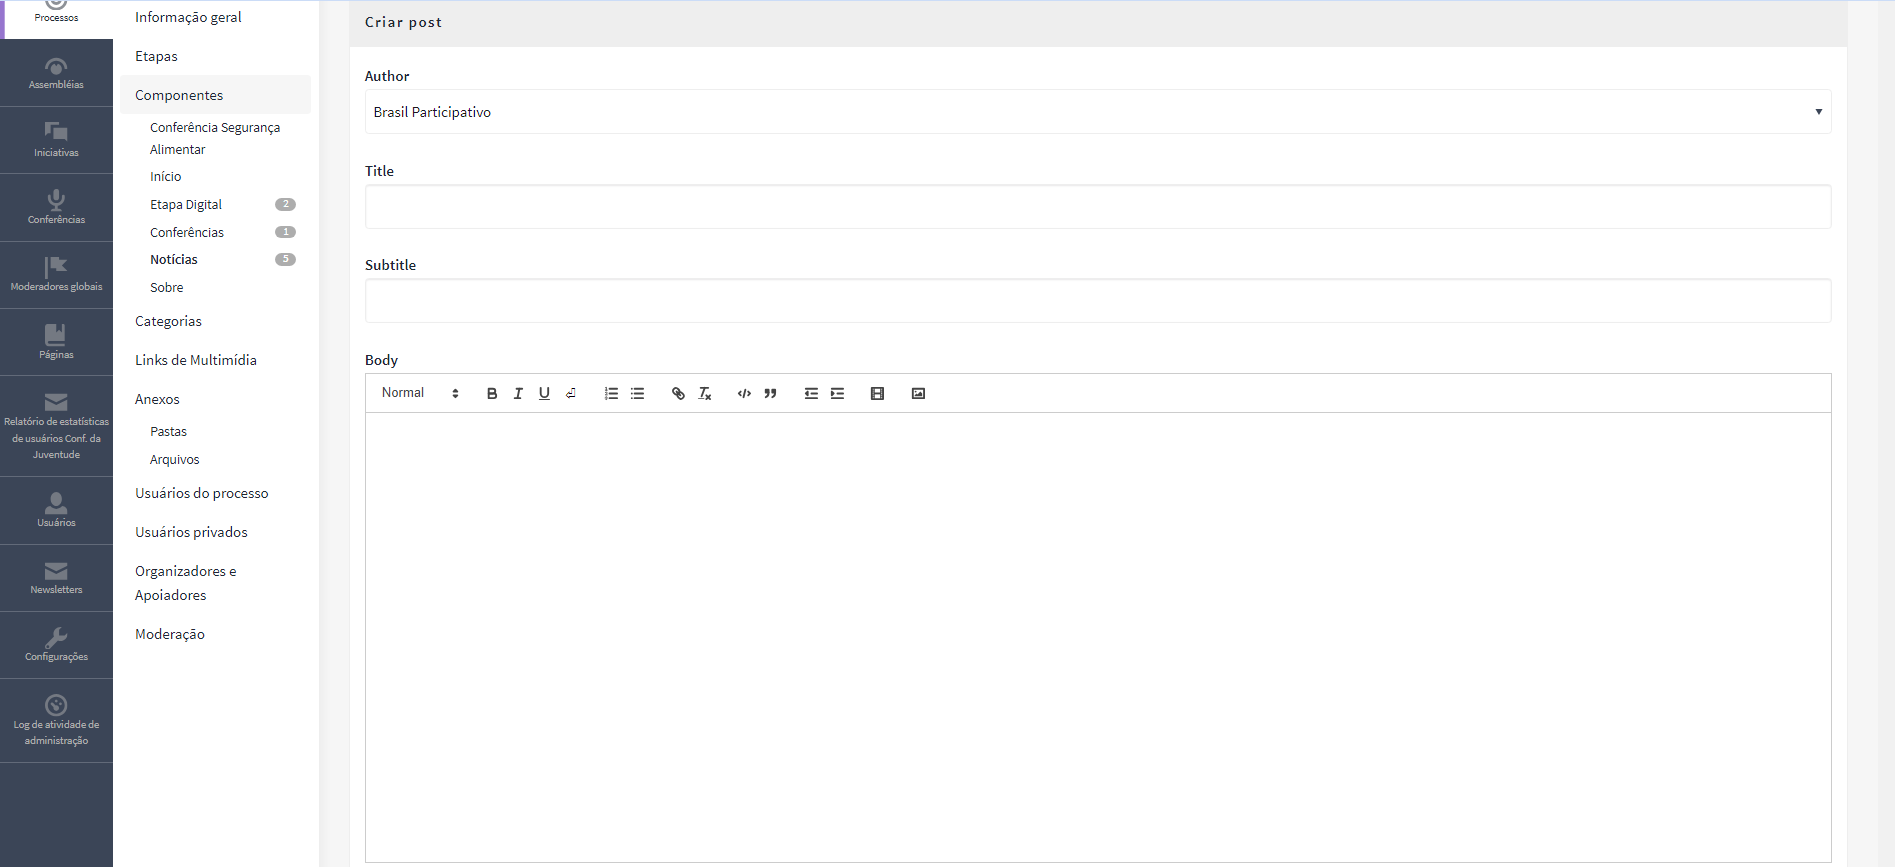 Processos
Assembléias
Iniciativas
Conferências
Moderadores globais
Páginas
Relatório de estatísticas
de usuários Conf. da
Juventude
Usuários
Newsletters
Configurações
Log de atividade de
administração
Informação geral
Etapas
Componentes
Conferência Segurança
Alimentar
Início
Etapa Digital 2
Conferências 1
Notícias 5
Sobre
Categorias
Links de Multimídia
Anexos
Pastas
Arquivos
Usuários do processo
Usuários privados
Organizadores e
Apoiadores
Moderação
Criar post
Author
Brasil Participativo
Title
Subtitle
Body
Normal